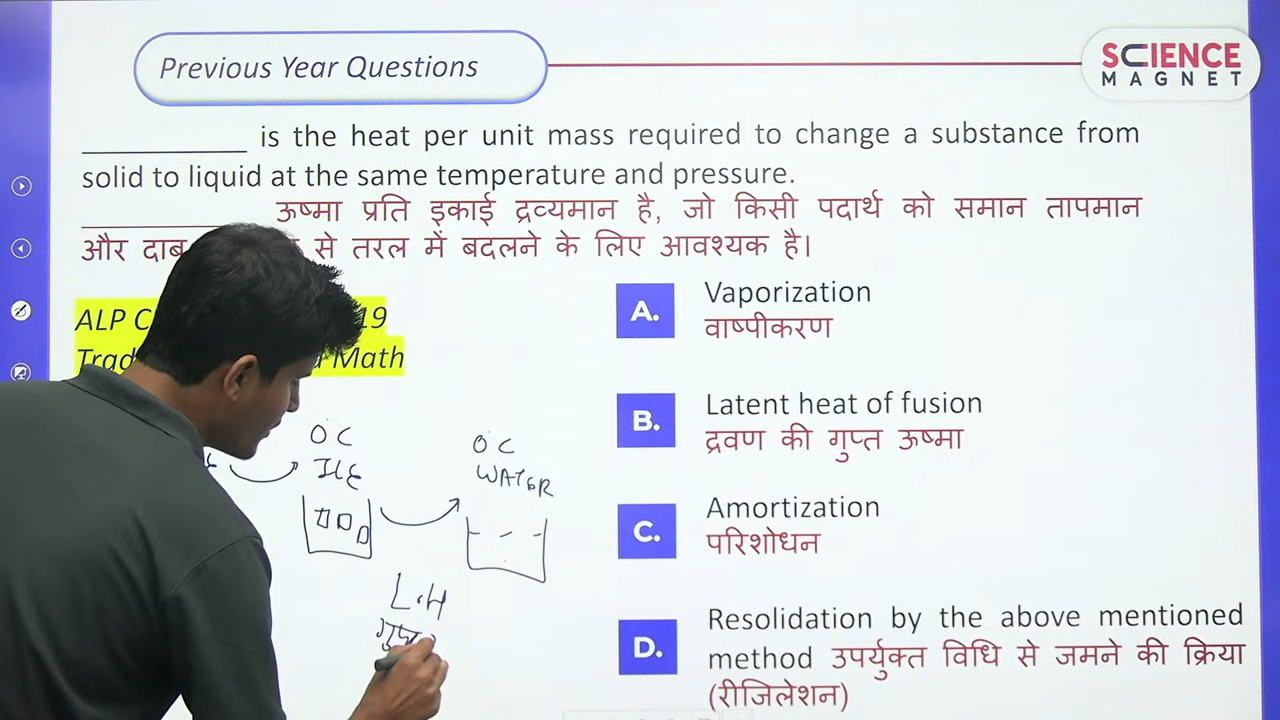 Previous Year Questions
SCIENCE
MAGNET
__________ is the heat per unit mass required to change a substance from
solid to liquid at the same temperature and pressure.
__________ ऊष्मा प्रति इकाई द्रव्यमान है, जो किसी पदार्थ को समान तापमान
और दाब से तरल में बदलने के लिए आवश्यक है।
ALP 19
Math
A. Vaporization
वाष्पीकरण
B. Latent heat of fusion
द्रवण की गुप्त ऊष्मा
C. Amortization
परिशोधन
D. Resolidation by the above mentioned
method उपर्युक्त विधि से जमने की क्रिया
(रीजिलेशन)
0C
ICE
0C
WATER
L.H